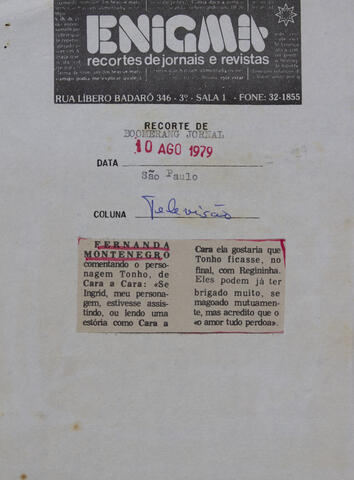 ENIGMA
recortes de jornais e revistas
RUA LÍBERO BADARÓ 346 - 3º - SALA 1 - FONE: 32-1855
RECORTE DE
BOOMERANG JORNAL
10 AGO 1979
DATA
São Paulo
COLUNA Televisão
FERNANDA
MONTENEGRO
comentando o perso-
nagem Tonho, de
Cara a Cara: «Se
Ingrid, meu persona-
gem, estivesse assis-
tindo, ou lendo uma
estória como Cara a
Cara ela gostaria que
Tonho ficasse, no
final, com Regininha.
Eles podem já ter
brigado muito, se
magoado mutuamen-
te, mas acredito que o
«o amor tudo perdoa».